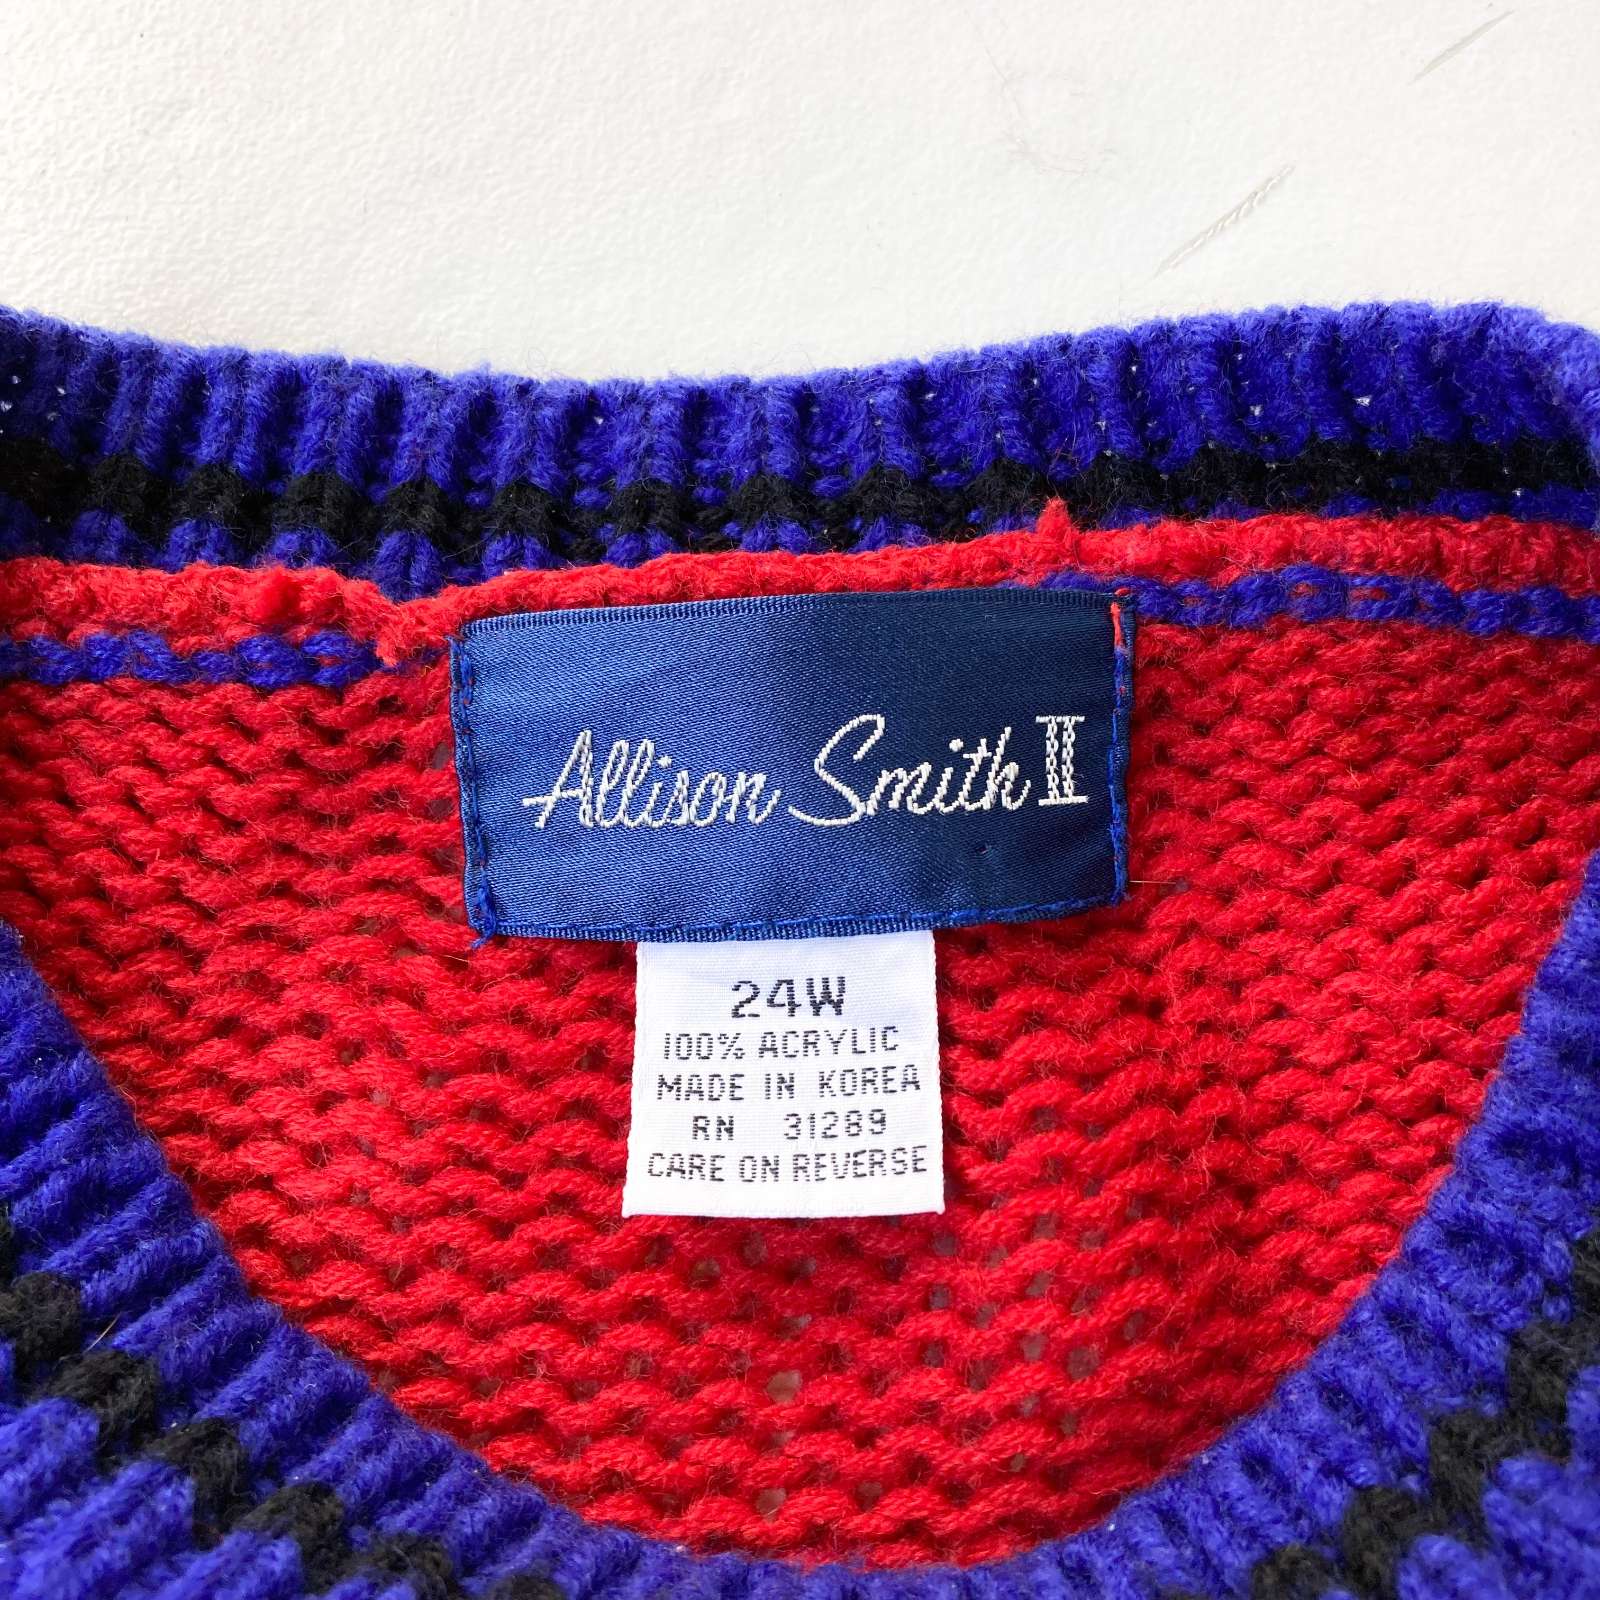 Allison Smith II
24W
100% ACRYLIC
MADE IN KOREA
RN 31289
CARE ON REVERSE